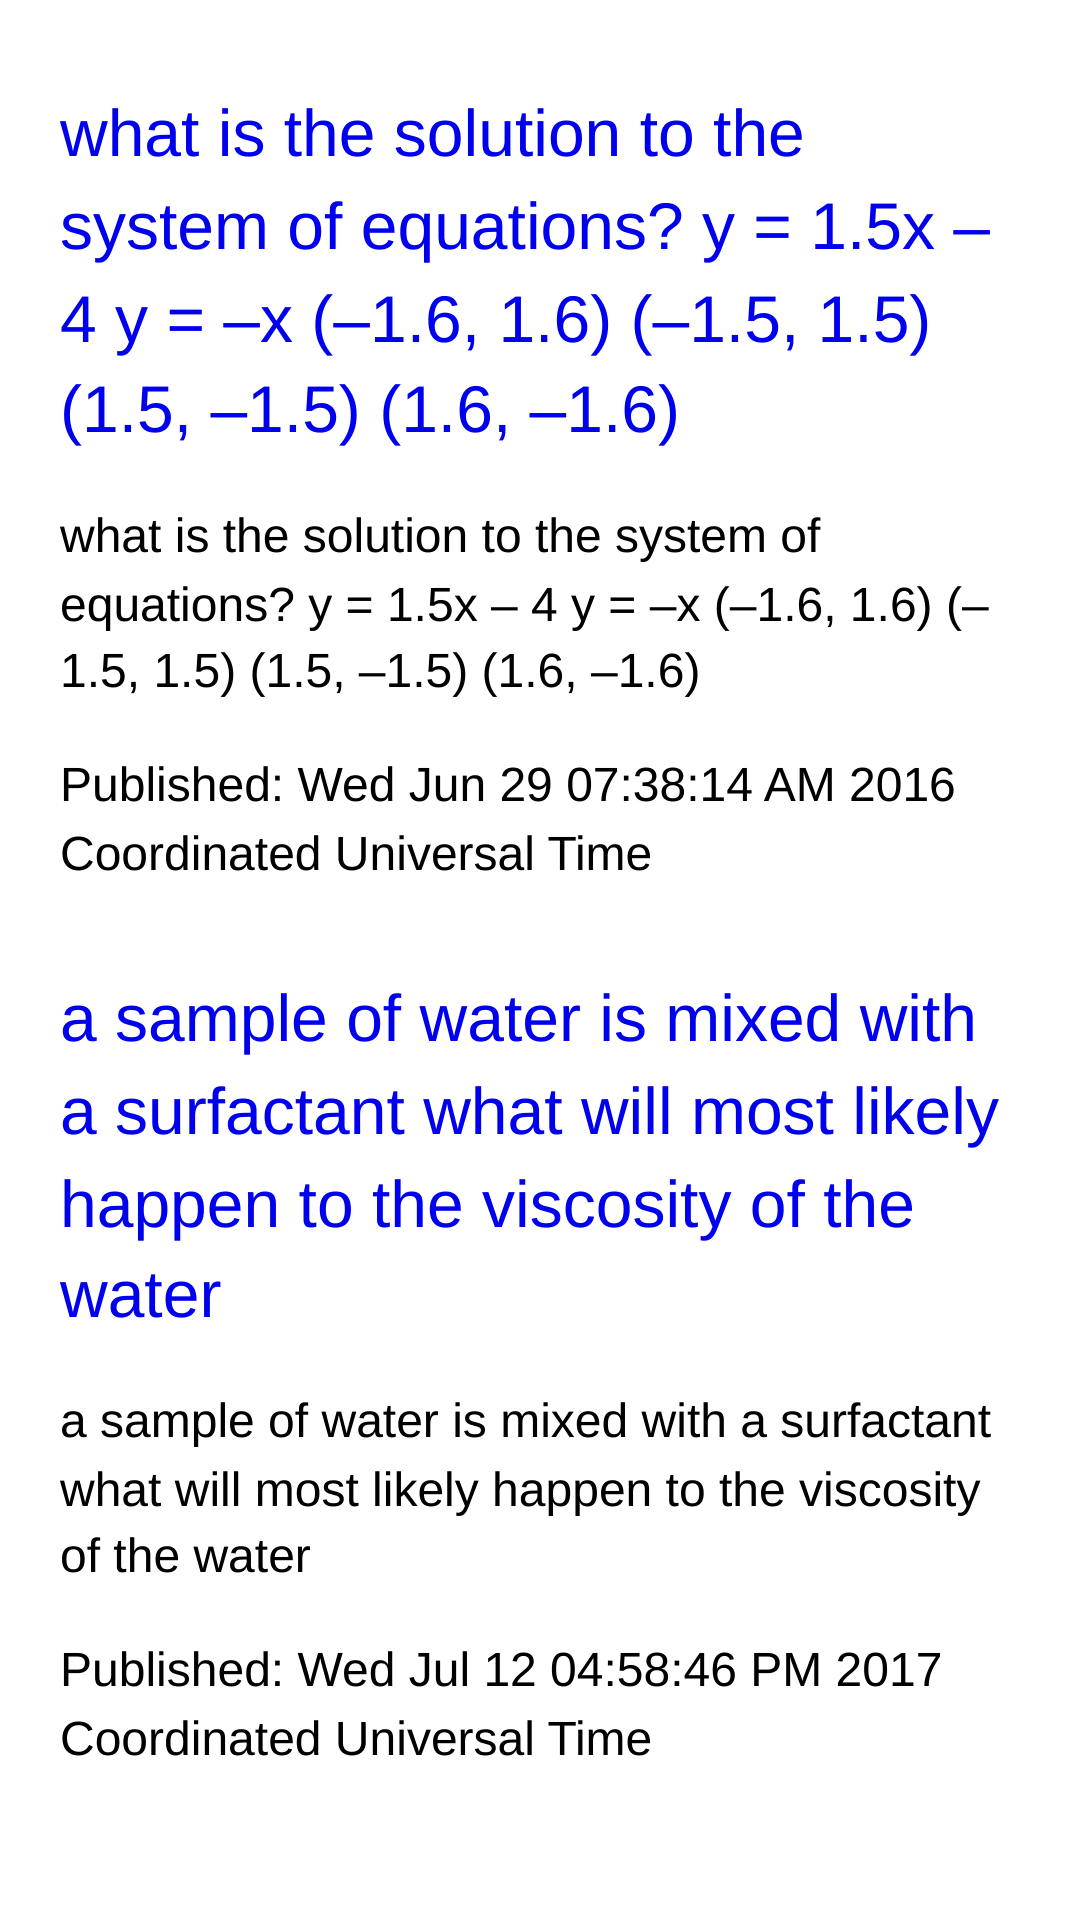 what is the solution to the
system of equations? y = 1.5x –
4 y = –x (–1.6, 1.6) (–1.5, 1.5)
(1.5, –1.5) (1.6, –1.6)
what is the solution to the system of
equations? y = 1.5x – 4 y = –x (–1.6, 1.6) (–
1.5, 1.5) (1.5, –1.5) (1.6, –1.6)
Published: Wed Jun 29 07:38:14 AM 2016
Coordinated Universal Time
a sample of water is mixed with
a surfactant what will most likely
happen to the viscosity of the
water
a sample of water is mixed with a surfactant
what will most likely happen to the viscosity
of the water
Published: Wed Jul 12 04:58:46 PM 2017
Coordinated Universal Time